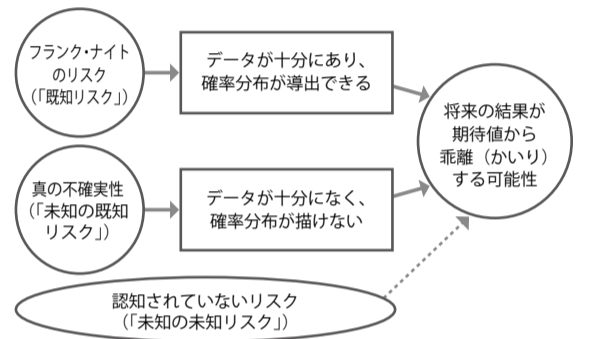 フランク・ナイト
のリスク
(「既知リスク」)
データが十分にあり、
確率分布が導出できる
将来の結果が
期待値から
乖離（かいり）
する可能性
真の不確実性
(「未知の既知
リスク」)
データが十分になく、
確率分布が描けない
認知されていないリスク
(「未知の未知リスク」)